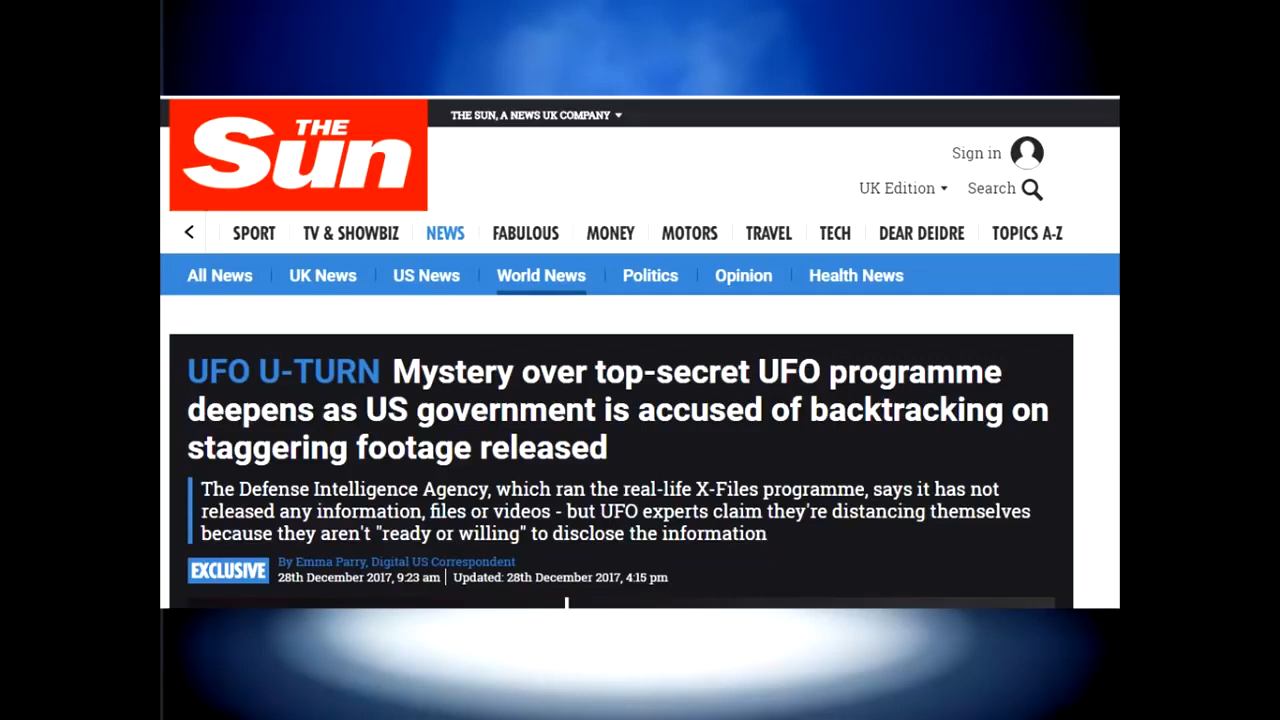 THE
Sun
THE SUN, A NEWS UK COMPANY
Sign in
UK Edition
Search
SPORT
TV & SHOWBIZ
NEWS
FABULOUS
MONEY
MOTORS
TRAVEL
TECH
DEAR DEIDRE
TOPICS A-Z
All News
UK News
US News
World News
Politics
Opinion
Health News
UFO U-TURN Mystery over top-secret UFO programme
deepens as US government is accused of backtracking on
staggering footage released
The Defense Intelligence Agency, which ran the real-life X-Files programme, says it has not
released any information, files or videos - but UFO experts claim they're distancing themselves
because they aren't "ready or willing" to disclose the information
EXCLUSIVE
By Emma Parry, Digital US Correspondent
28th December 2017, 9:23 am | Updated: 28th December 2017, 4:15 pm